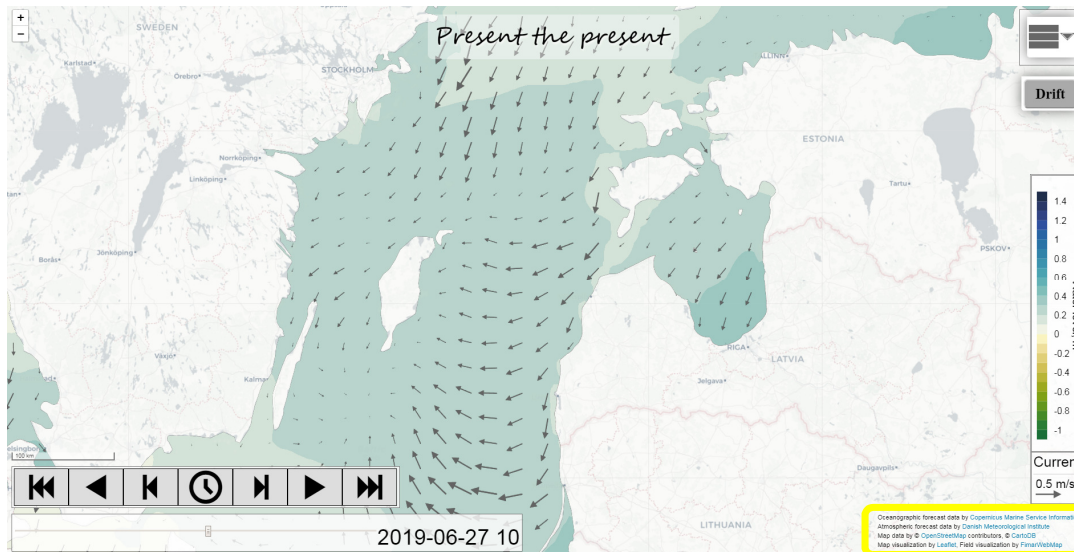 +
−
SWEDEN
Present the present
Karlstad
Örebro
STOCKHOLM
ESTONIA
Drift
Norrköping
Linköping
Tartu
PSKOV
Jönköping
Borås
Växjö
Kalmar
RIGA
LATVIA
Jelgava
Daugavpils
LITHUANIA
100 km
1.4
1.2
1
0.8
0.6
0.4
0.2
0
-0.2
-0.4
-0.6
-0.8
-1
Curren
0.5 m/s
2019-06-27 10
Oceanographic forecast data by Copernicus Marine Service Informati
Atmospheric forecast data by Danish Meteorological Institute
Map data by © OpenStreetMap contributors, © CartoDB
Map visualization by Leaflet, Field visualization by FimarWebMap